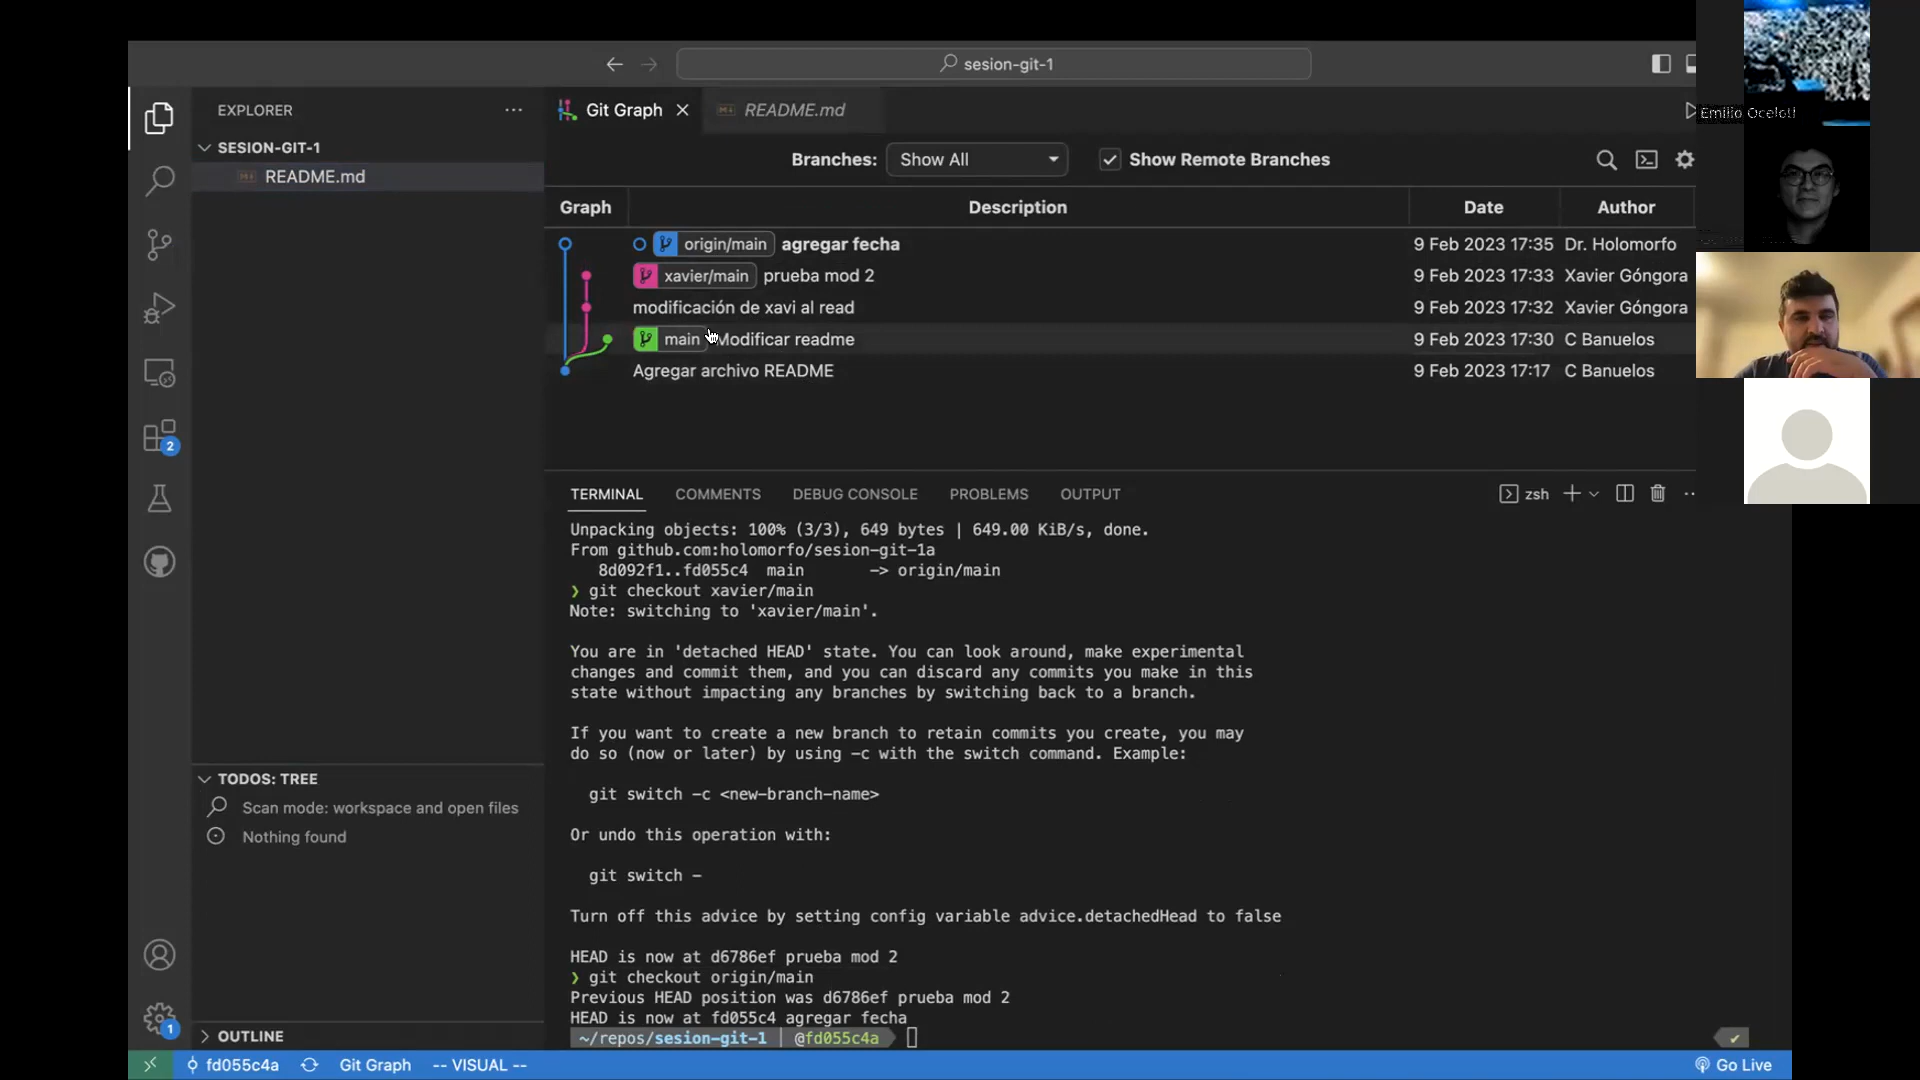 sesion-git-1
Emilio Ocelotl
EXPLORER
Git Graph
README.md
SESION-GIT-1
README.md
Branches:
Show All
Show Remote Branches
Graph
Description
Date
Author
origin/main agregar fecha 9 Feb 2023 17:35 Dr. Holomorfo
xavier/main prueba mod 2 9 Feb 2023 17:33 Xavier Góngora
modificación de xavi al read 9 Feb 2023 17:32 Xavier Góngora
main Modificar readme 9 Feb 2023 17:30 C Banuelos
Agregar archivo README 9 Feb 2023 17:17 C Banuelos
2
TERMINAL COMMENTS DEBUG CONSOLE PROBLEMS OUTPUT
zsh
Unpacking objects: 100% (3/3), 649 bytes | 649.00 KiB/s, done.
From github.com:holomorfo/sesion-git-1a
8d092f1..fd055c4 main -> origin/main
❯ git checkout xavier/main
Note: switching to 'xavier/main'.
You are in 'detached HEAD' state. You can look around, make experimental
changes and commit them, and you can discard any commits you make in this
state without impacting any branches by switching back to a branch.
If you want to create a new branch to retain commits you create, you may
do so (now or later) by using -c with the switch command. Example:
git switch -c <new-branch-name>
Or undo this operation with:
git switch -
Turn off this advice by setting config variable advice.detachedHead to false
HEAD is now at d6786ef prueba mod 2
❯ git checkout origin/main
Previous HEAD position was d6786ef prueba mod 2
HEAD is now at fd055c4 agregar fecha
~/repos/sesion-git-1 | @fd055c4a
TODOS: TREE
Scan mode: workspace and open files
Nothing found
OUTLINE
1
fd055c4a
Git Graph
-- VISUAL --
Go Live